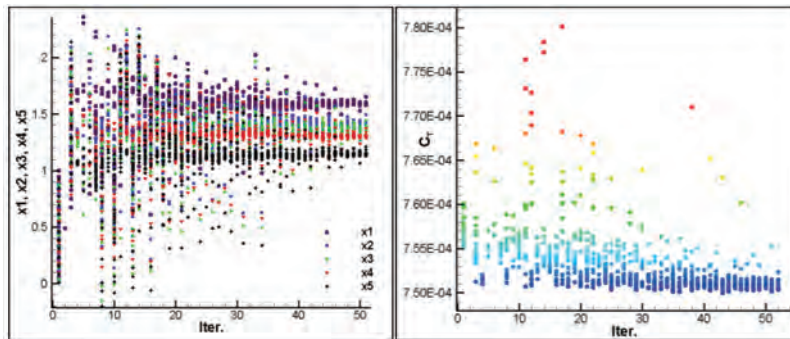 x1, x2, x3, x4, x5
2
1.5
1
0.5
0
x1
x2
x3
x4
x5
0 10 20 30 40 50
Iter.
C_T
7.80E-04
7.75E-04
7.70E-04
7.65E-04
7.60E-04
7.55E-04
7.50E-04
0 10 20 30 40 50
Iter.